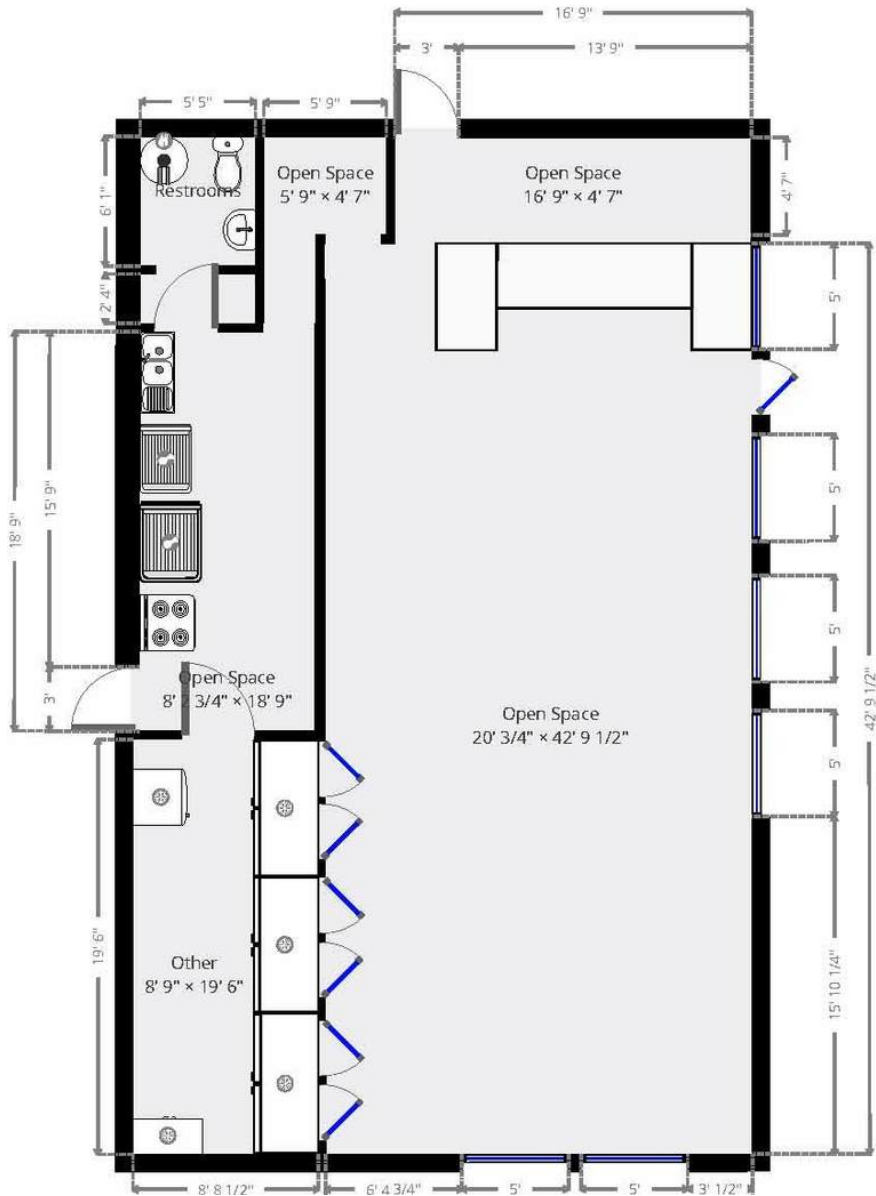 16' 9"
3'
13' 9"
5' 5"
5' 9"
6' 1"
Restrooms
Open Space
5' 9" × 4' 7"
Open Space
16' 9" × 4' 7"
4' 7"
2' 4"
5'
18' 9"
15' 9"
5'
5'
42' 9 1/2"
3'
Open Space
8' 2 3/4" × 18' 9"
Open Space
20' 3/4" × 42' 9 1/2"
5'
19' 6"
Other
8' 9" × 19' 6"
15' 10 1/4"
8' 8 1/2"
6' 4 3/4"
5'
5'
3' 1/2"